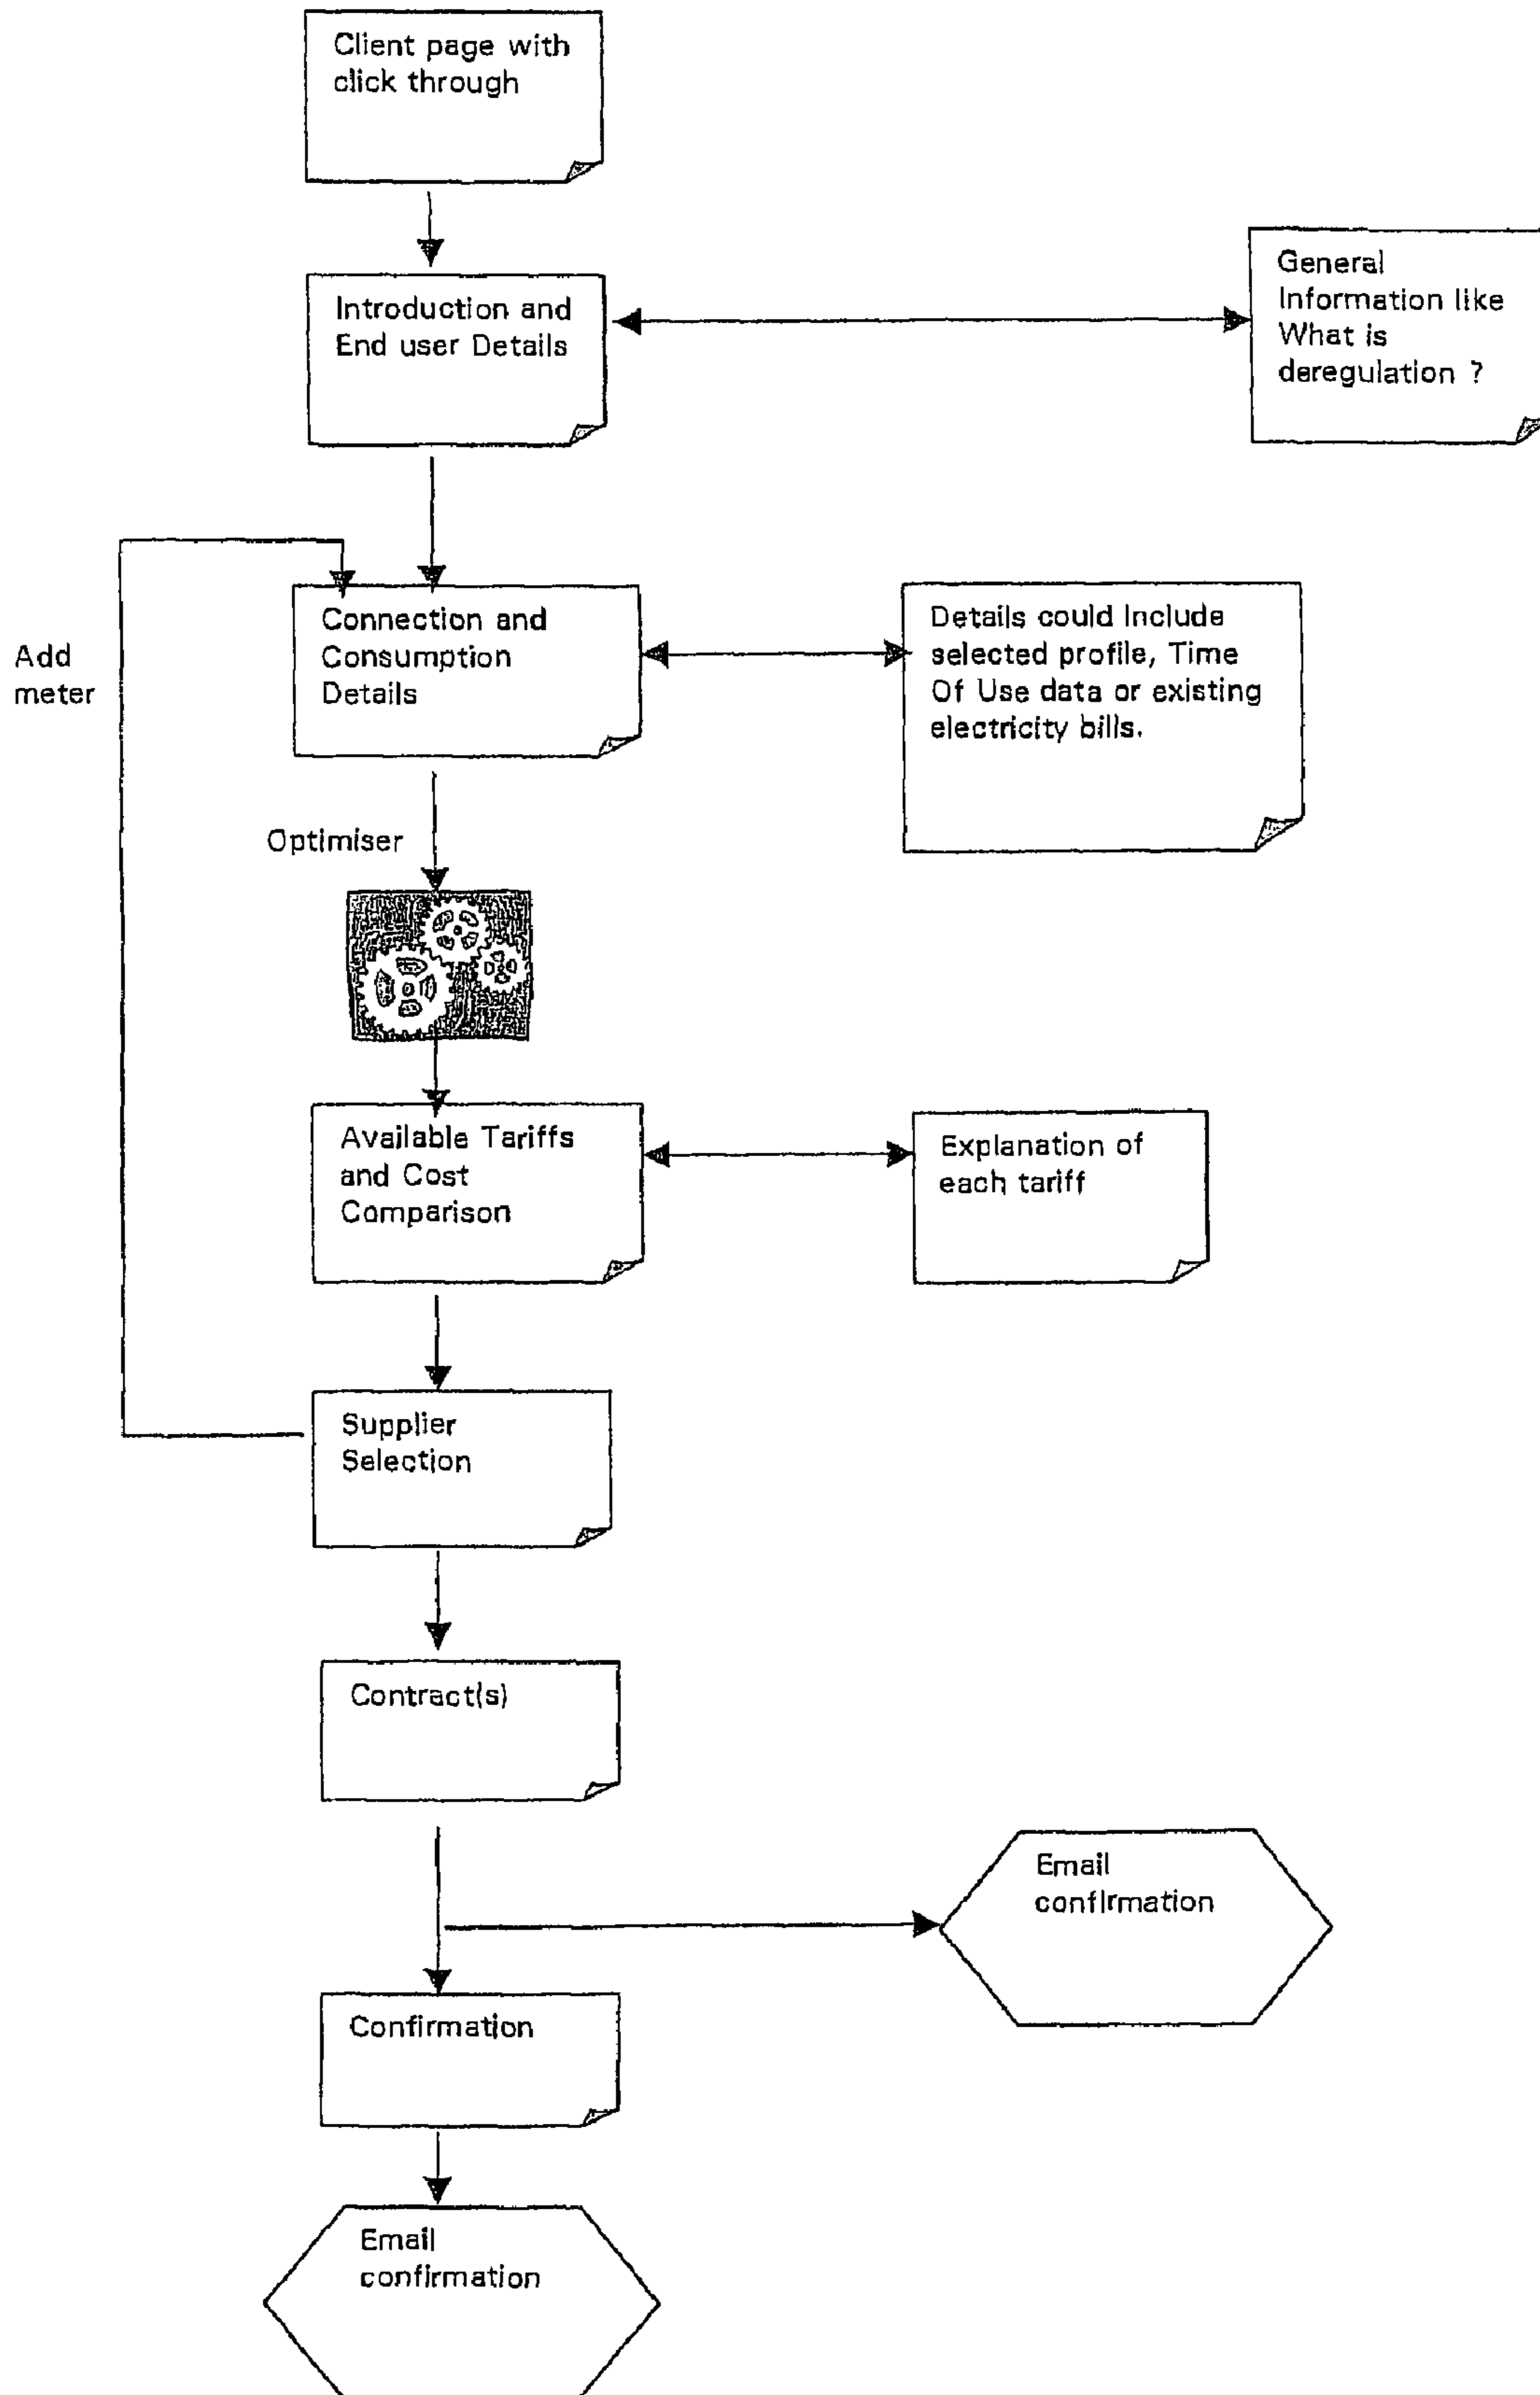 Client page with
click through
Introduction and
End user Details
General
Information like
What is
deregulation ?
Add
meter
Connection and
Consumption
Details
Details could Include
selected profile, Time
Of Use data or existing
electricity bills.
Optimiser
Available Tariffs
and Cost
Comparison
Explanation of
each tariff
Supplier
Selection
Contract(s)
Email
confirmation
Confirmation
Email
confirmation